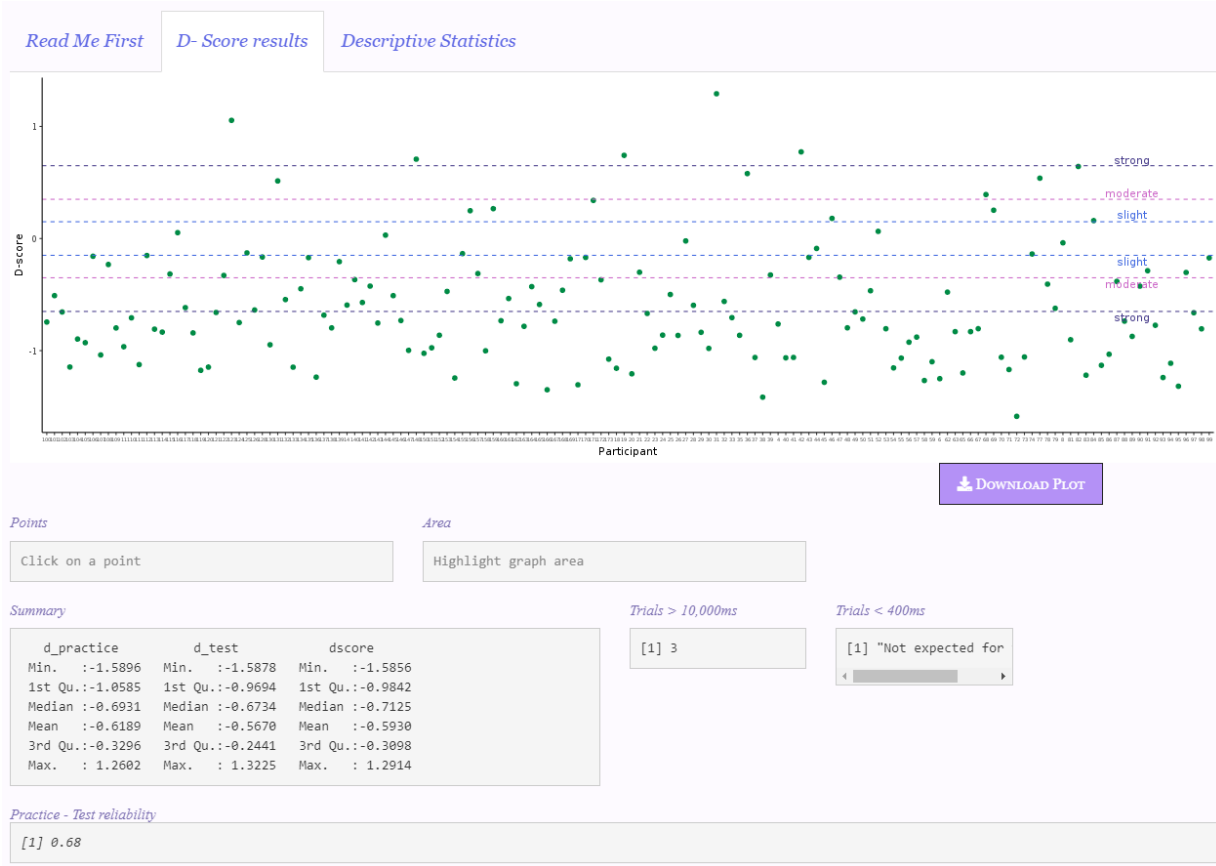 Read Me First
D- Score results
Descriptive Statistics
1
strong
moderate
slight
0
D-score
slight
moderate
strong
-1
Participant
Download Plot
Points
Area
Click on a point
Highlight graph area
Summary
Trials > 10,000ms
Trials < 400ms
d_practice d_test dscore
[1] 3
[1] "Not expected for
Min. :-1.5896 Min. :-1.5878 Min. :-1.5856
1st Qu.:-1.0585 1st Qu.:-0.9694 1st Qu.:-0.9842
Median :-0.6931 Median :-0.6734 Median :-0.7125
Mean :-0.6189 Mean :-0.5670 Mean :-0.5930
3rd Qu.:-0.3296 3rd Qu.:-0.2441 3rd Qu.:-0.3098
Max. : 1.2602 Max. : 1.3225 Max. : 1.2914
Practice - Test reliability
[1] 0.68